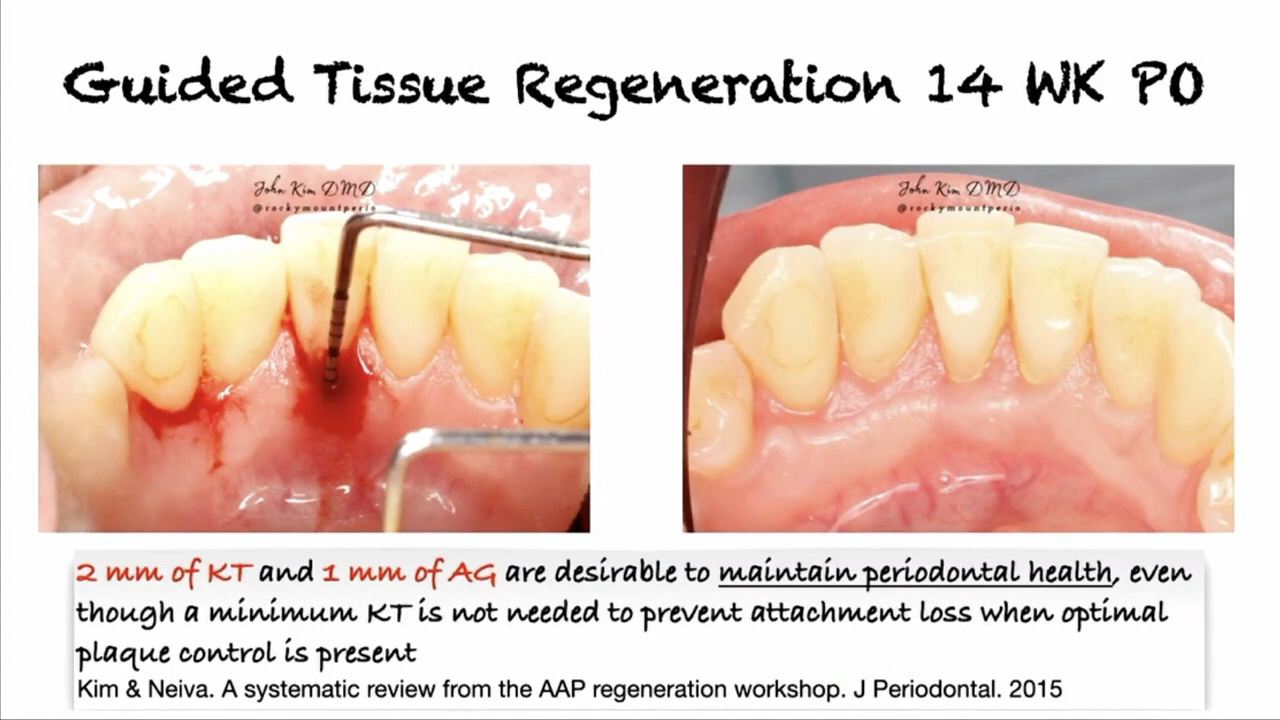 Guided Tissue Regeneration 14 WK PO
John Kim DMD
@rockymountperio
John Kim DMD
@rockymountperio
2 mm of KT and 1 mm of AG are desirable to maintain periodontal health, even
though a minimum KT is not needed to prevent attachment loss when optimal
plaque control is present
Kim & Neiva. A systematic review from the AAP regeneration workshop. J Periodontal. 2015